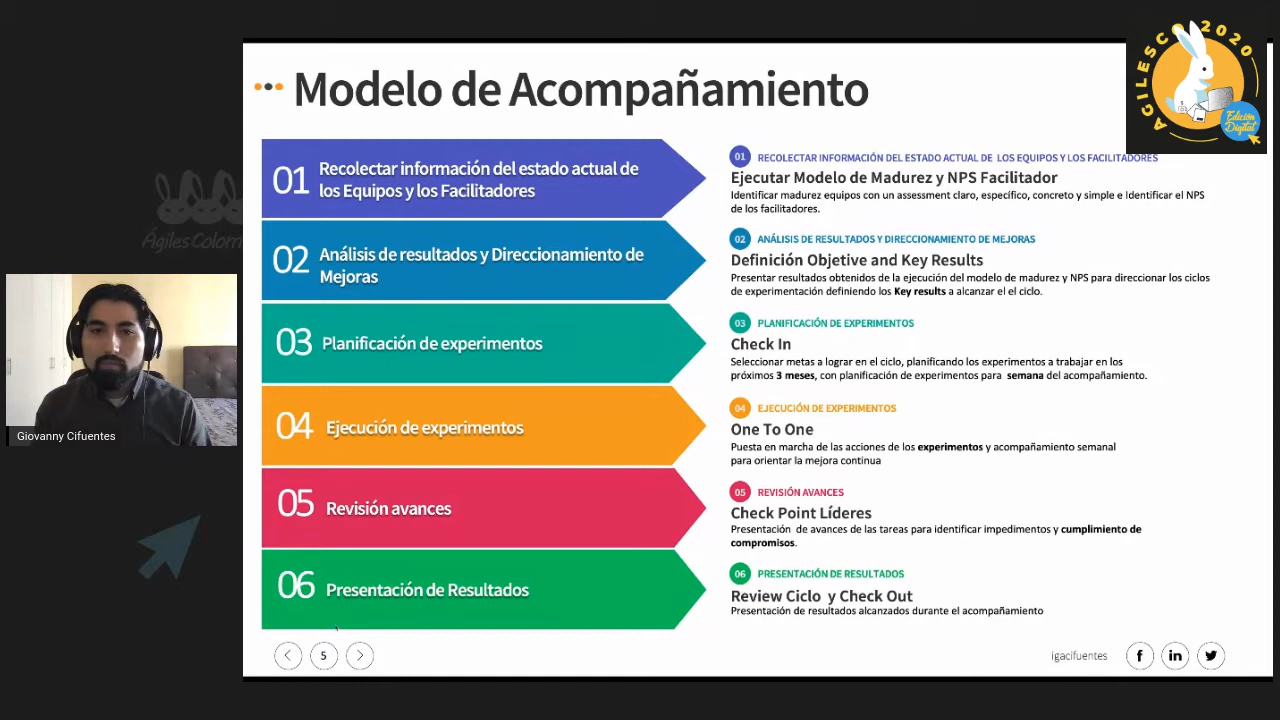 Modelo de Acompañamiento
AGILESCO 2020
Edición
Digital
01
Recolectar información del estado actual de
los Equipos y los Facilitadores
02
Análisis de resultados y Direccionamiento de
Mejoras
03
Planificación de experimentos
04
Ejecución de experimentos
05
Revisión avances
06
Presentación de Resultados
01 RECOLECTAR INFORMACIÓN DEL ESTADO ACTUAL DE LOS EQUIPOS Y LOS FACILITADORES
Ejecutar Modelo de Madurez y NPS Facilitador
Identificar madurez equipos con un assessment claro, específico, concreto y simple e Identificar el NPS
de los facilitadores.
02 ANÁLISIS DE RESULTADOS Y DIRECCIONAMIENTO DE MEJORAS
Definición Objetive and Key Results
Presentar resultados obtenidos de la ejecución del modelo de madurez y NPS para direccionar los ciclos
de experimentación definiendo los Key results a alcanzar el el ciclo.
03 PLANIFICACIÓN DE EXPERIMENTOS
Check In
Seleccionar metas a lograr en el ciclo, planificando los experimentos a trabajar en los
próximos 3 meses, con planificación de experimentos para semana del acompañamiento.
04 EJECUCIÓN DE EXPERIMENTOS
One To One
Puesta en marcha de las acciones de los experimentos y acompañamiento semanal
para orientar la mejora continua
05 REVISIÓN AVANCES
Check Point Líderes
Presentación de avances de las tareas para identificar impedimentos y cumplimiento de
compromisos.
06 PRESENTACIÓN DE RESULTADOS
Review Ciclo y Check Out
Presentación de resultados alcanzados durante el acompañamiento
5
igacifuentes
ÁgilesColom
Giovanny Cifuentes